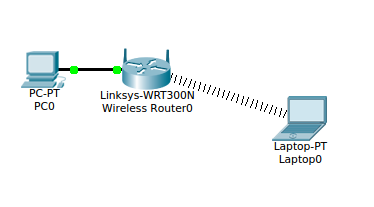 PC-PT
PC0
Linksys-WRT300N
Wireless Router0
Laptop-PT
Laptop0